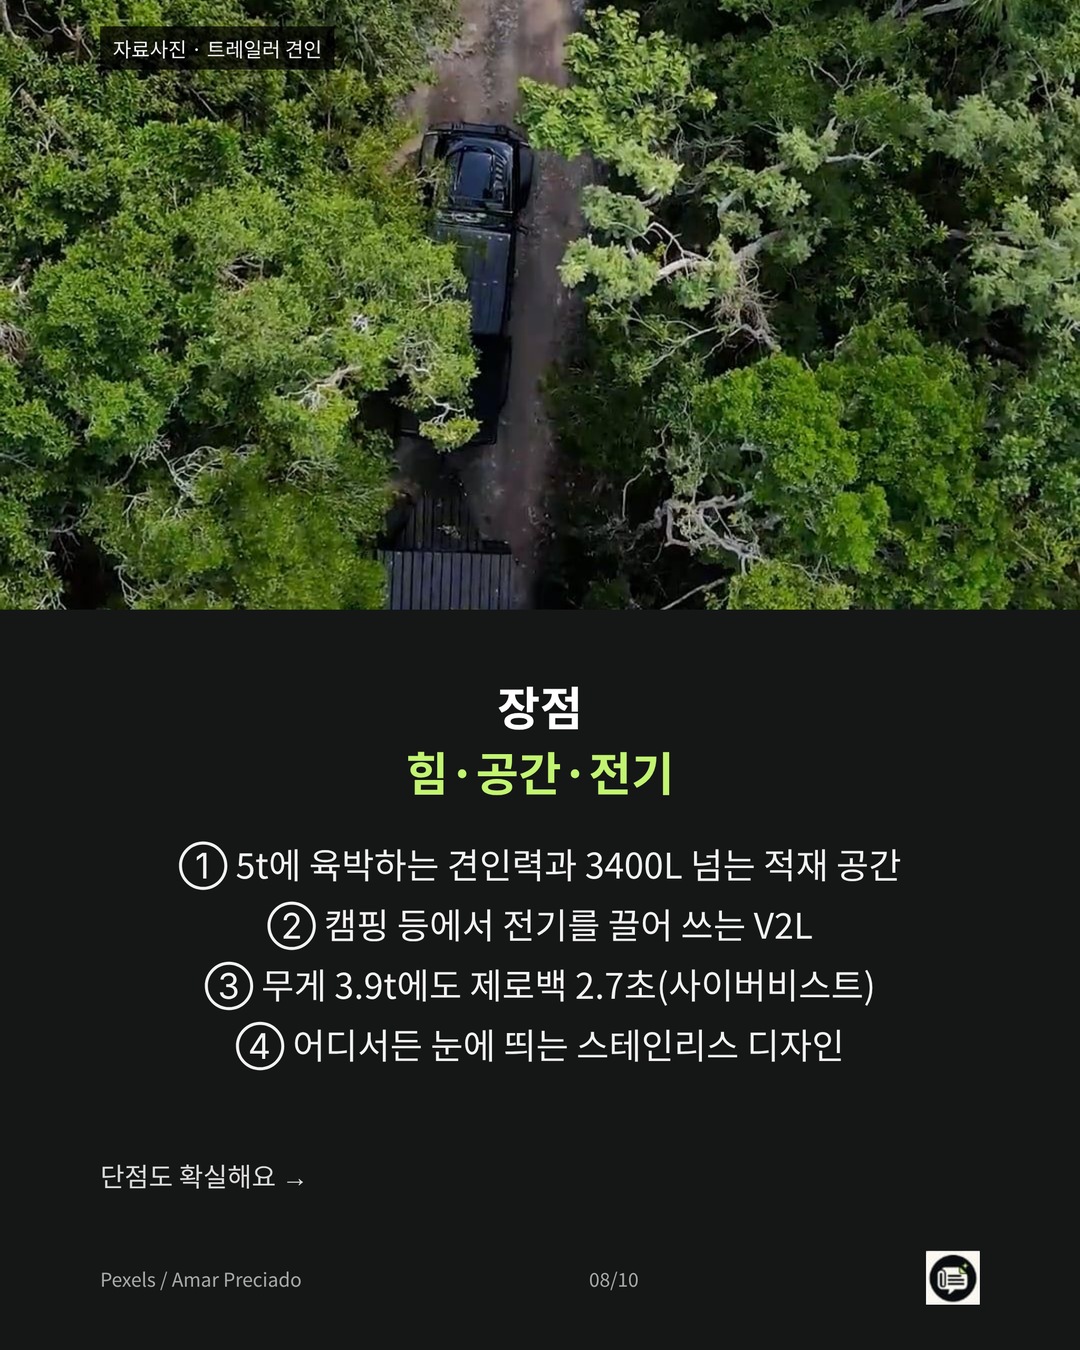 자료사진 · 트레일러 견인
장점
힘·공간·전기
① 5t에 육박하는 견인력과 3400L 넘는 적재 공간
② 캠핑 등에서 전기를 끌어 쓰는 V2L
③ 무게 3.9t에도 제로백 2.7초(사이버비스트)
④ 어디서든 눈에 띄는 스테인리스 디자인
단점도 확실해요 →
Pexels / Amar Preciado
08/10